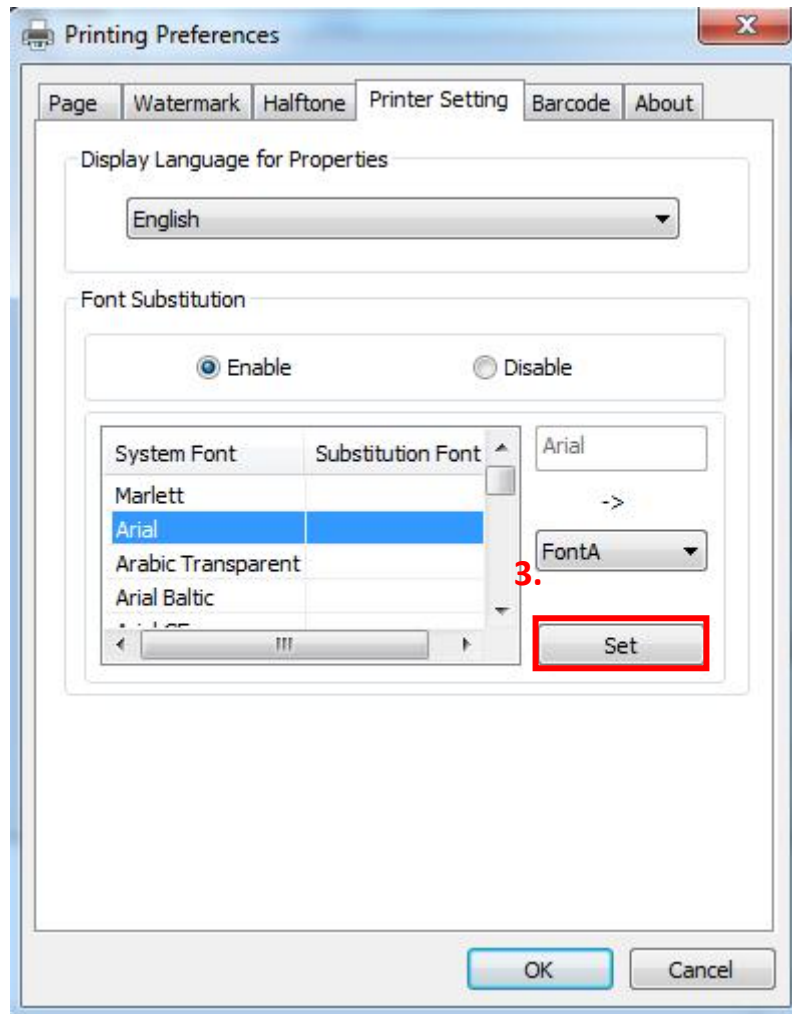 Printing Preferences
Page Watermark Halftone Printer Setting Barcode About
Display Language for Properties
English
Font Substitution
Enable Disable
System Font Substitution Font
Arial
Marlett
->
Arial
Arabic Transparent
FontA
3.
Arial Baltic
Set
OK Cancel